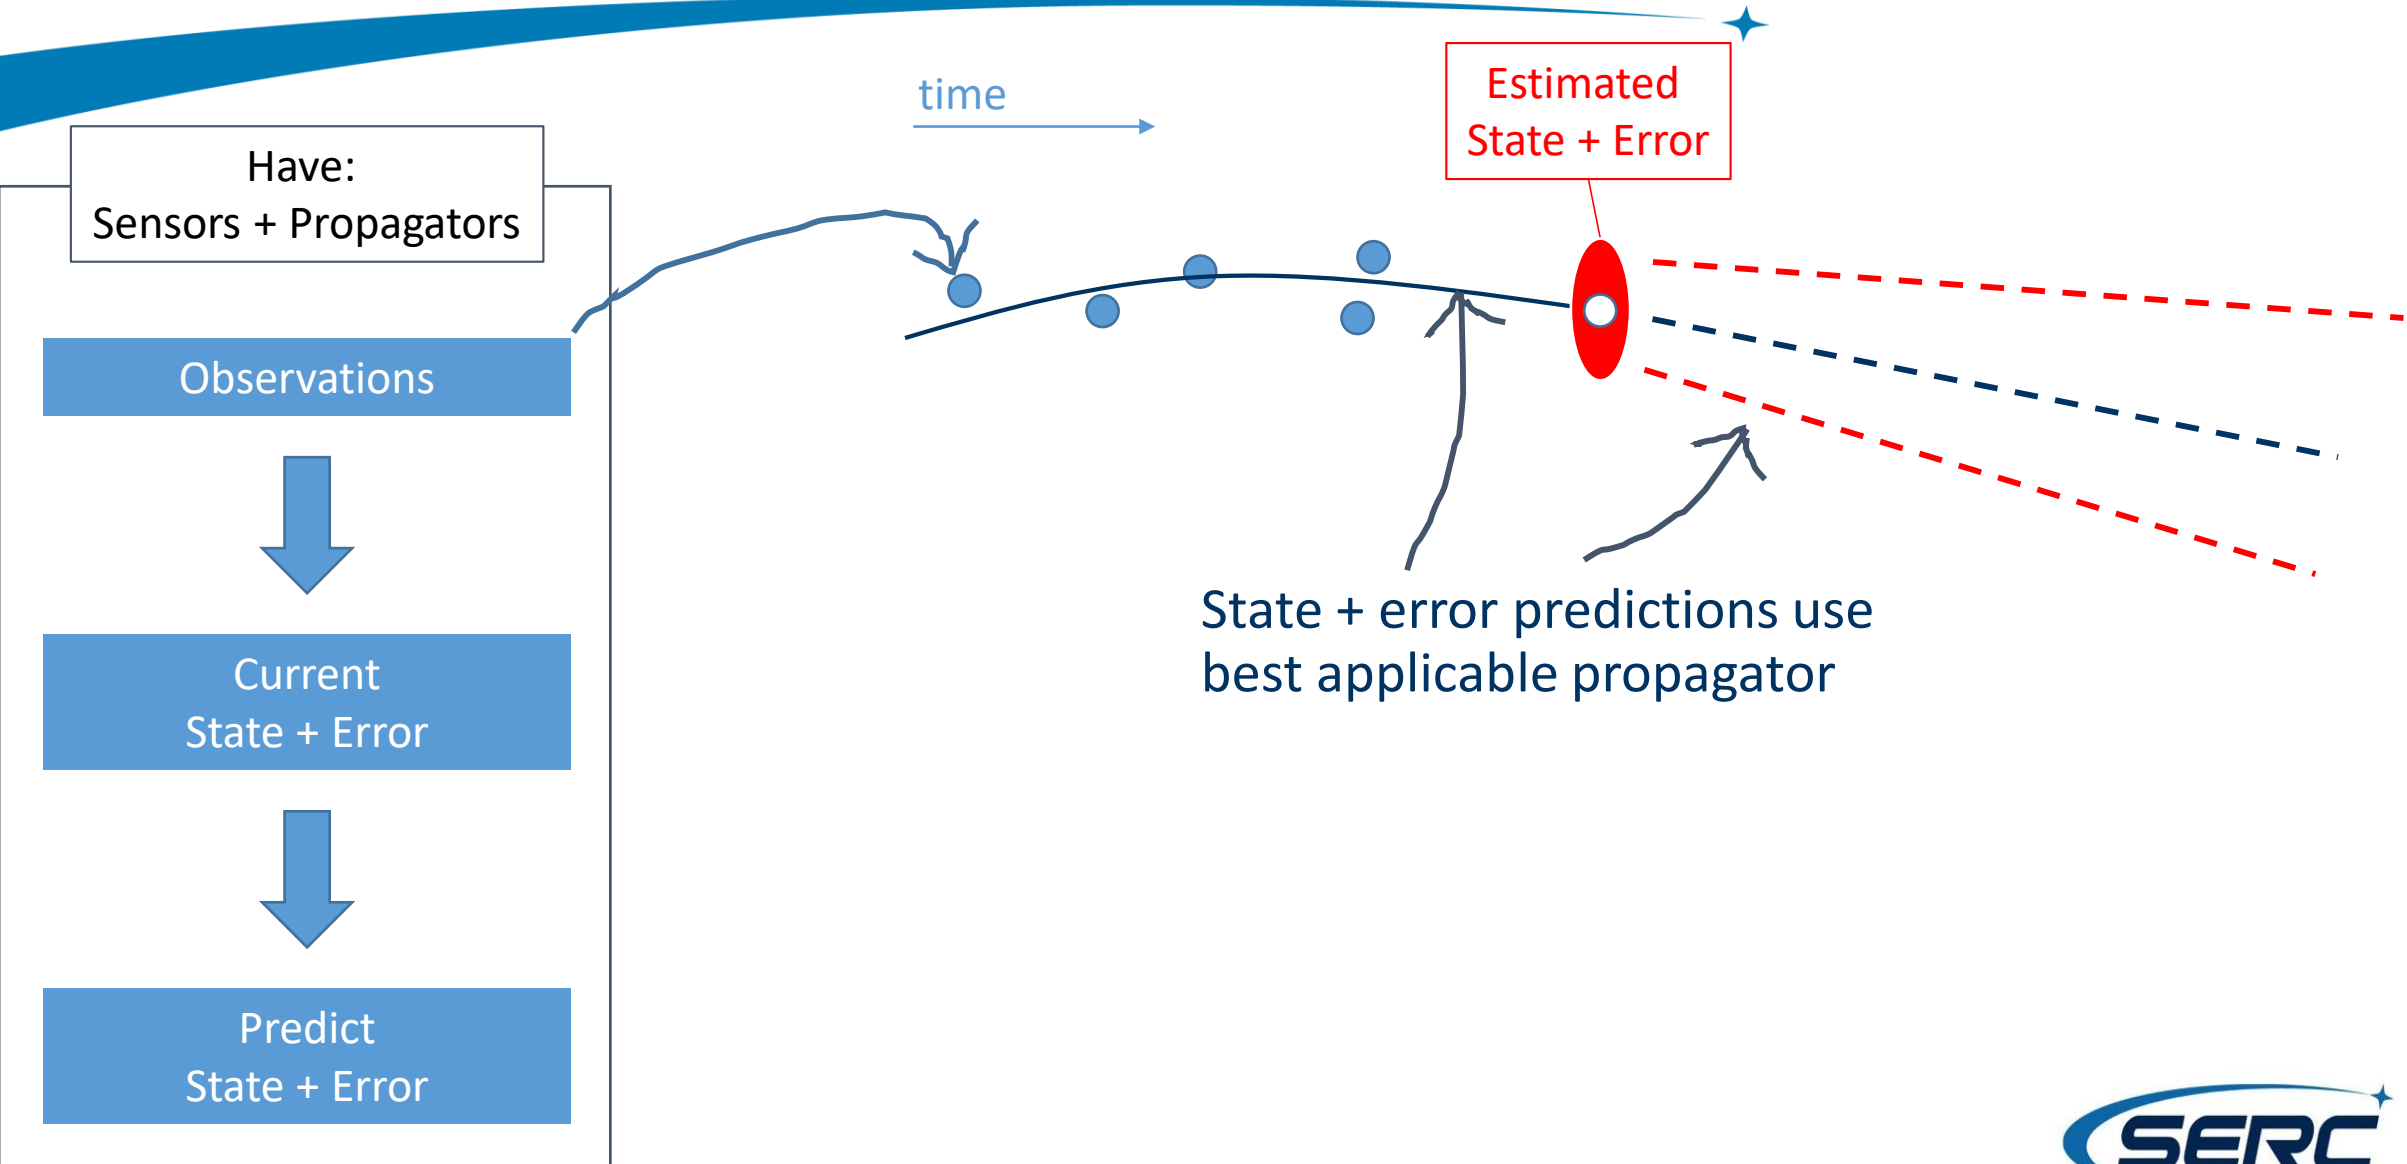 Have:
Sensors + Propagators
Observations
Current
State + Error
Predict
State + Error
time
Estimated
State + Error
State + error predictions use
best applicable propagator
SERC